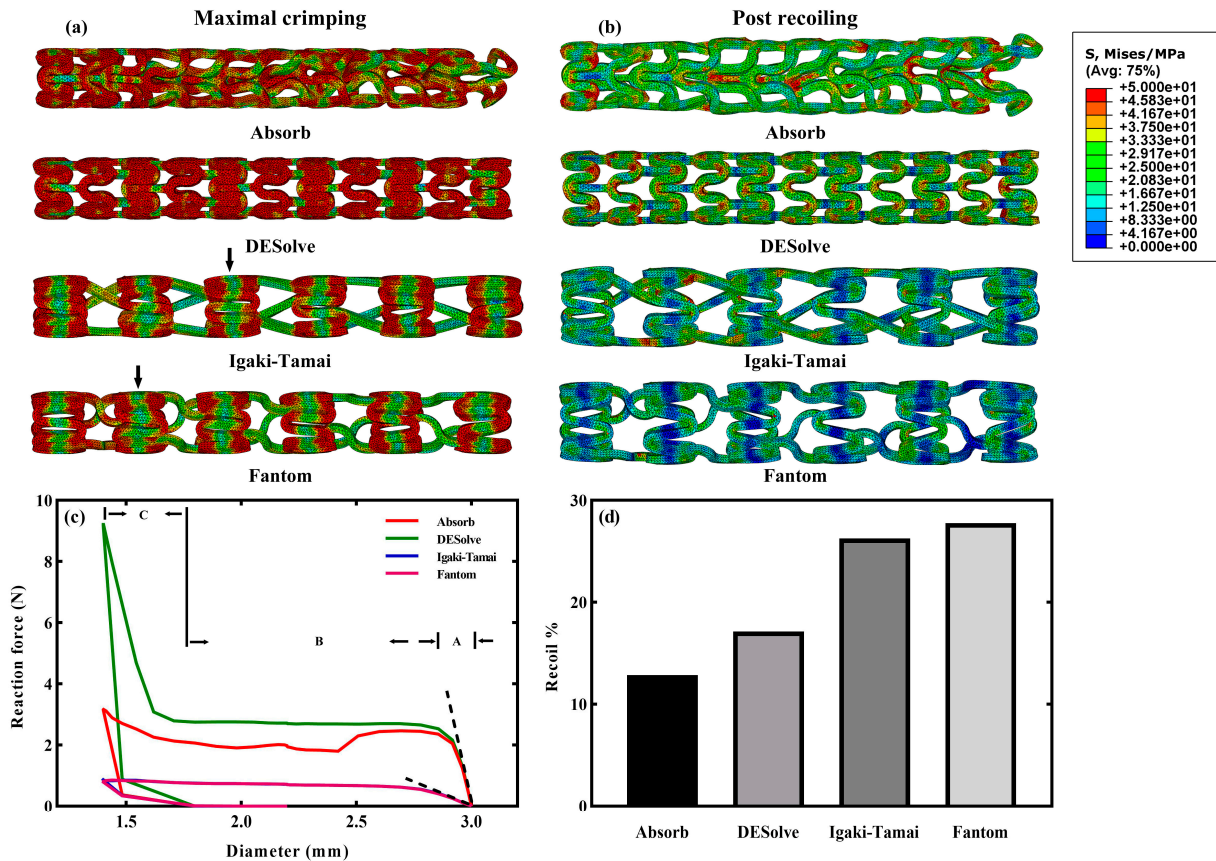 (a) Maximal crimping
(b) Post recoiling
S, Mises/MPa
(Avg: 75%)
+5.000e+01
+4.583e+01
+4.167e+01
+3.750e+01
+3.333e+01
+2.917e+01
+2.500e+01
+2.083e+01
+1.667e+01
+1.250e+01
+8.333e+00
+4.167e+00
+0.000e+00
Absorb
Absorb
DESolve
DESolve
Igaki-Tamai
Igaki-Tamai
Fantom
Fantom
(c)
C
B
A
Absorb
DESolve
Igaki-Tamai
Fantom
Reaction force (N)
10
8
6
4
2
0
1.5 2.0 2.5 3.0
Diameter (mm)
(d)
Recoil %
30
20
10
0
Absorb DESolve Igaki-Tamai Fantom